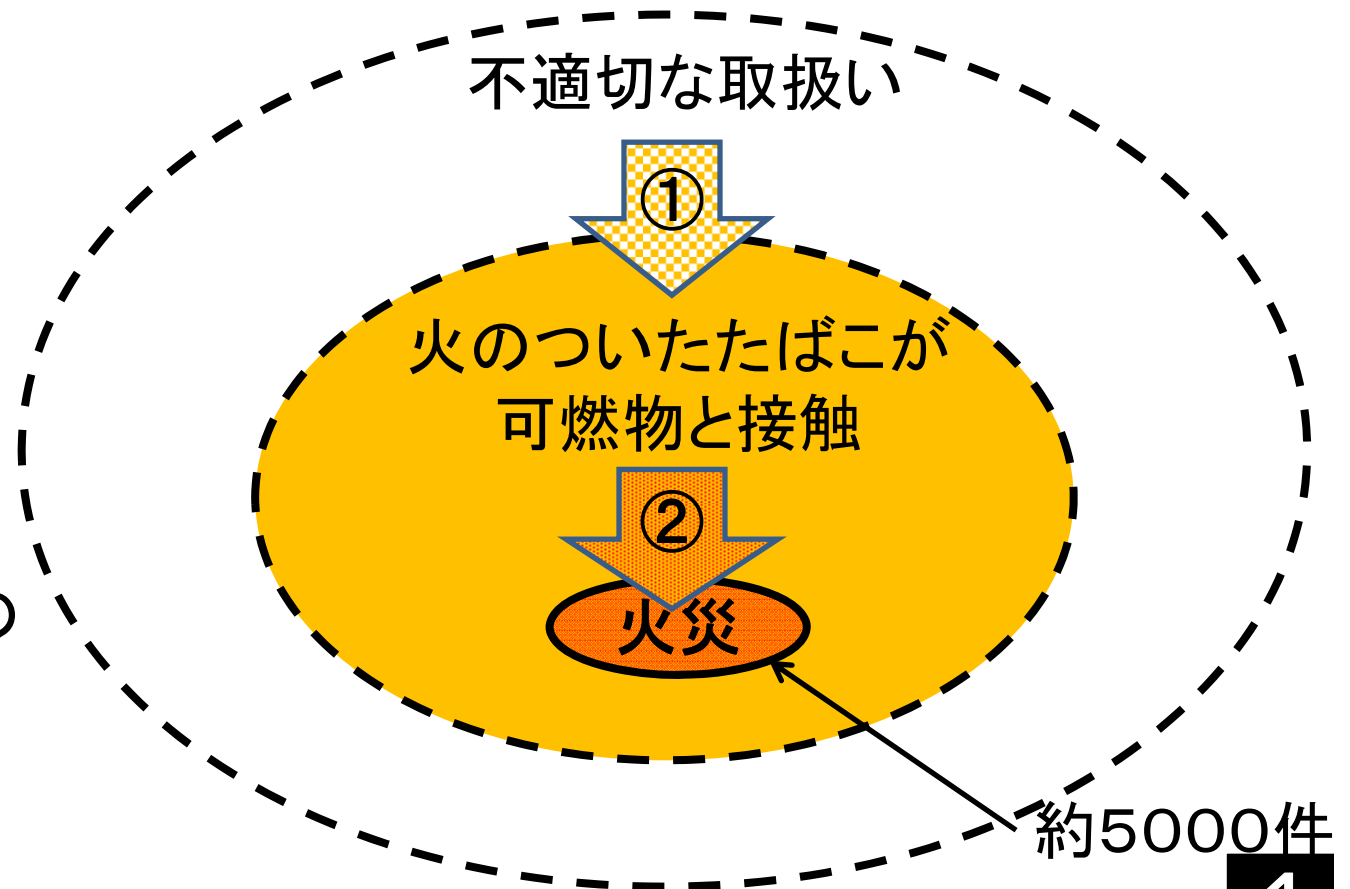 不適切な取扱い
①
火のついたたばこが
可燃物と接触
②
火災
約5000件